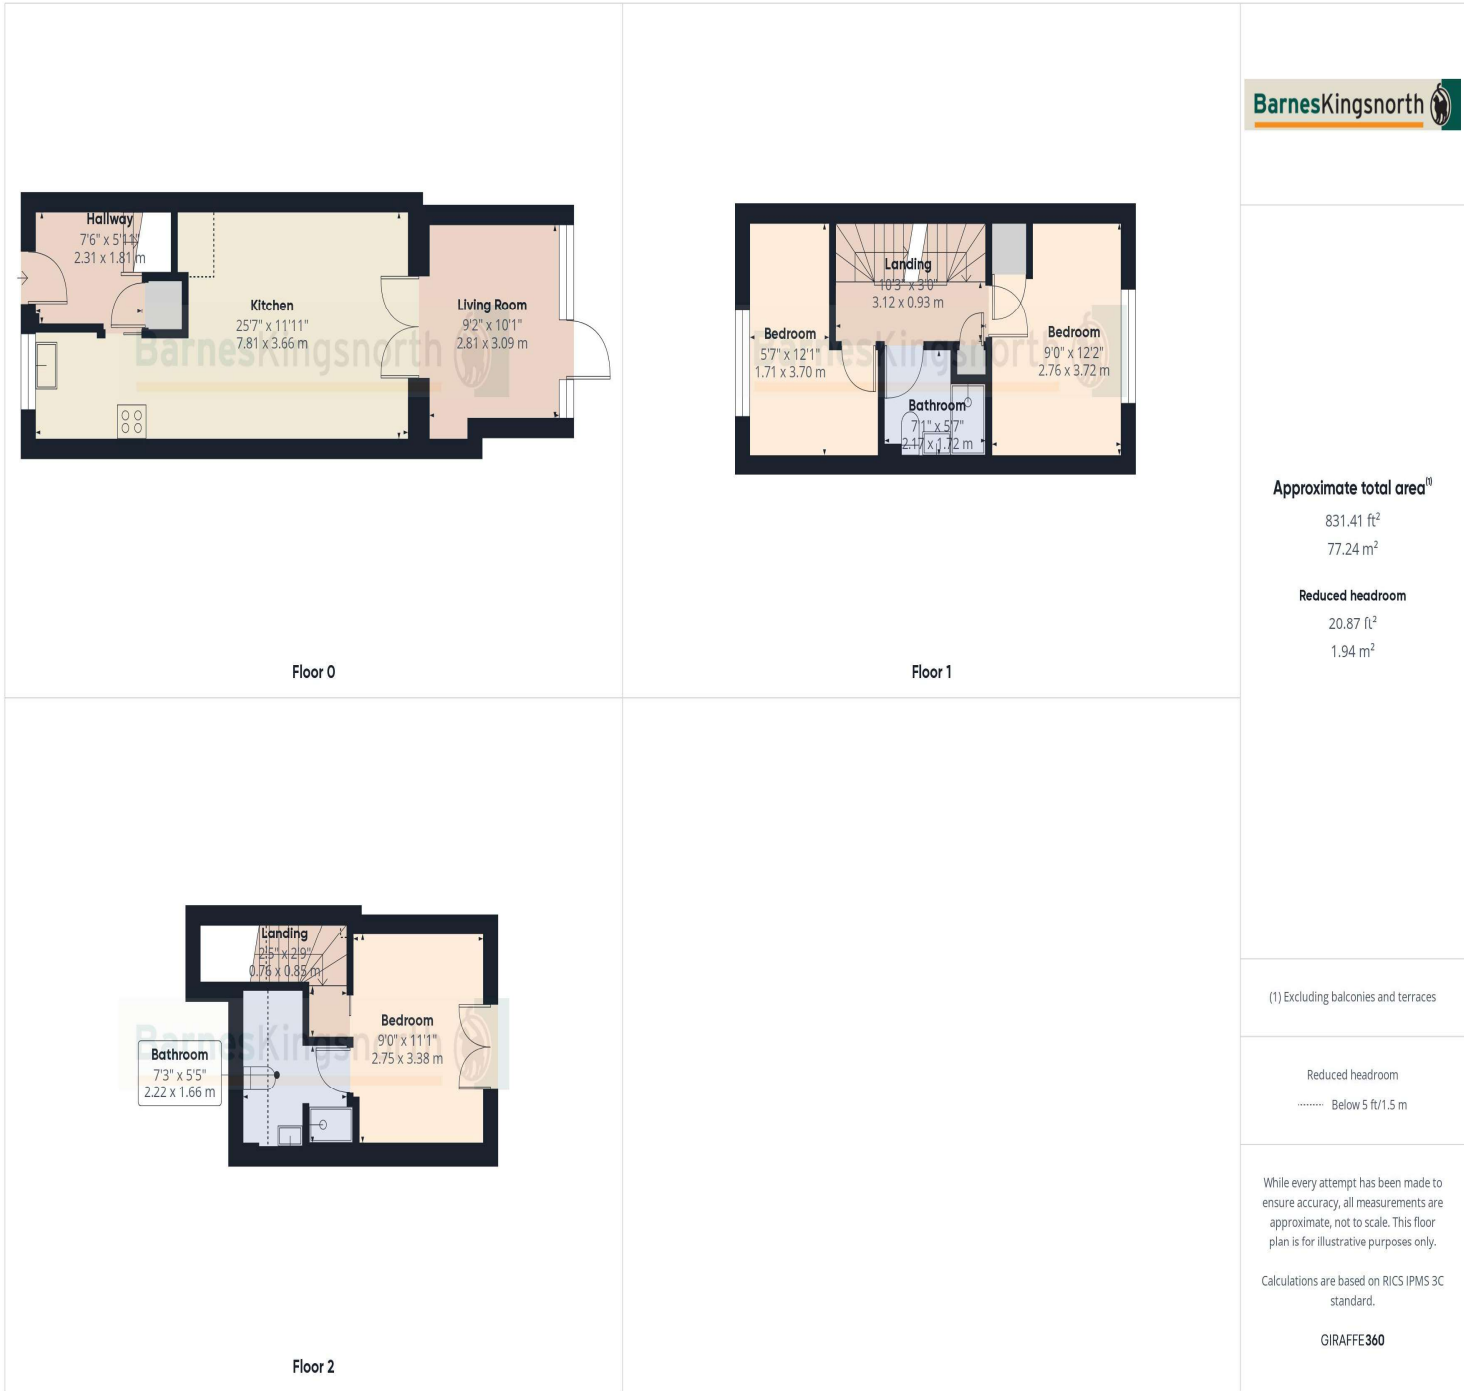 Hallway
7'6" x 5'11"
2.31 x 1.81 m
Kitchen
25'7" x 11'11"
7.81 x 3.66 m
Living Room
9'2" x 10'1"
2.81 x 3.09 m
BarnesKingsnorth
Floor 0
Landing
10'3" x 3'0"
3.12 x 0.93 m
Bedroom
5'7" x 12'1"
1.71 x 3.70 m
Bedroom
9'0" x 12'2"
2.76 x 3.72 m
Bathroom
7'1" x 5'7"
2.17 x 1.72 m
BarnesKingsnorth
Floor 1
Landing
2'5" x 2'9"
0.76 x 0.85 m
Bedroom
9'0" x 11'1"
2.75 x 3.38 m
Bathroom
7'3" x 5'5"
2.22 x 1.66 m
BarnesKingsnorth
Floor 2
BarnesKingsnorth
Approximate total area(1)
831.41 ft²
77.24 m²
Reduced headroom
20.87 ft²
1.94 m²
(1) Excluding balconies and terraces
Reduced headroom
Below 5 ft/1.5 m
While every attempt has been made to
ensure accuracy, all measurements are
approximate, not to scale. This floor
plan is for illustrative purposes only.
Calculations are based on RICS IPMS 3C
standard.
GIRAFFE360